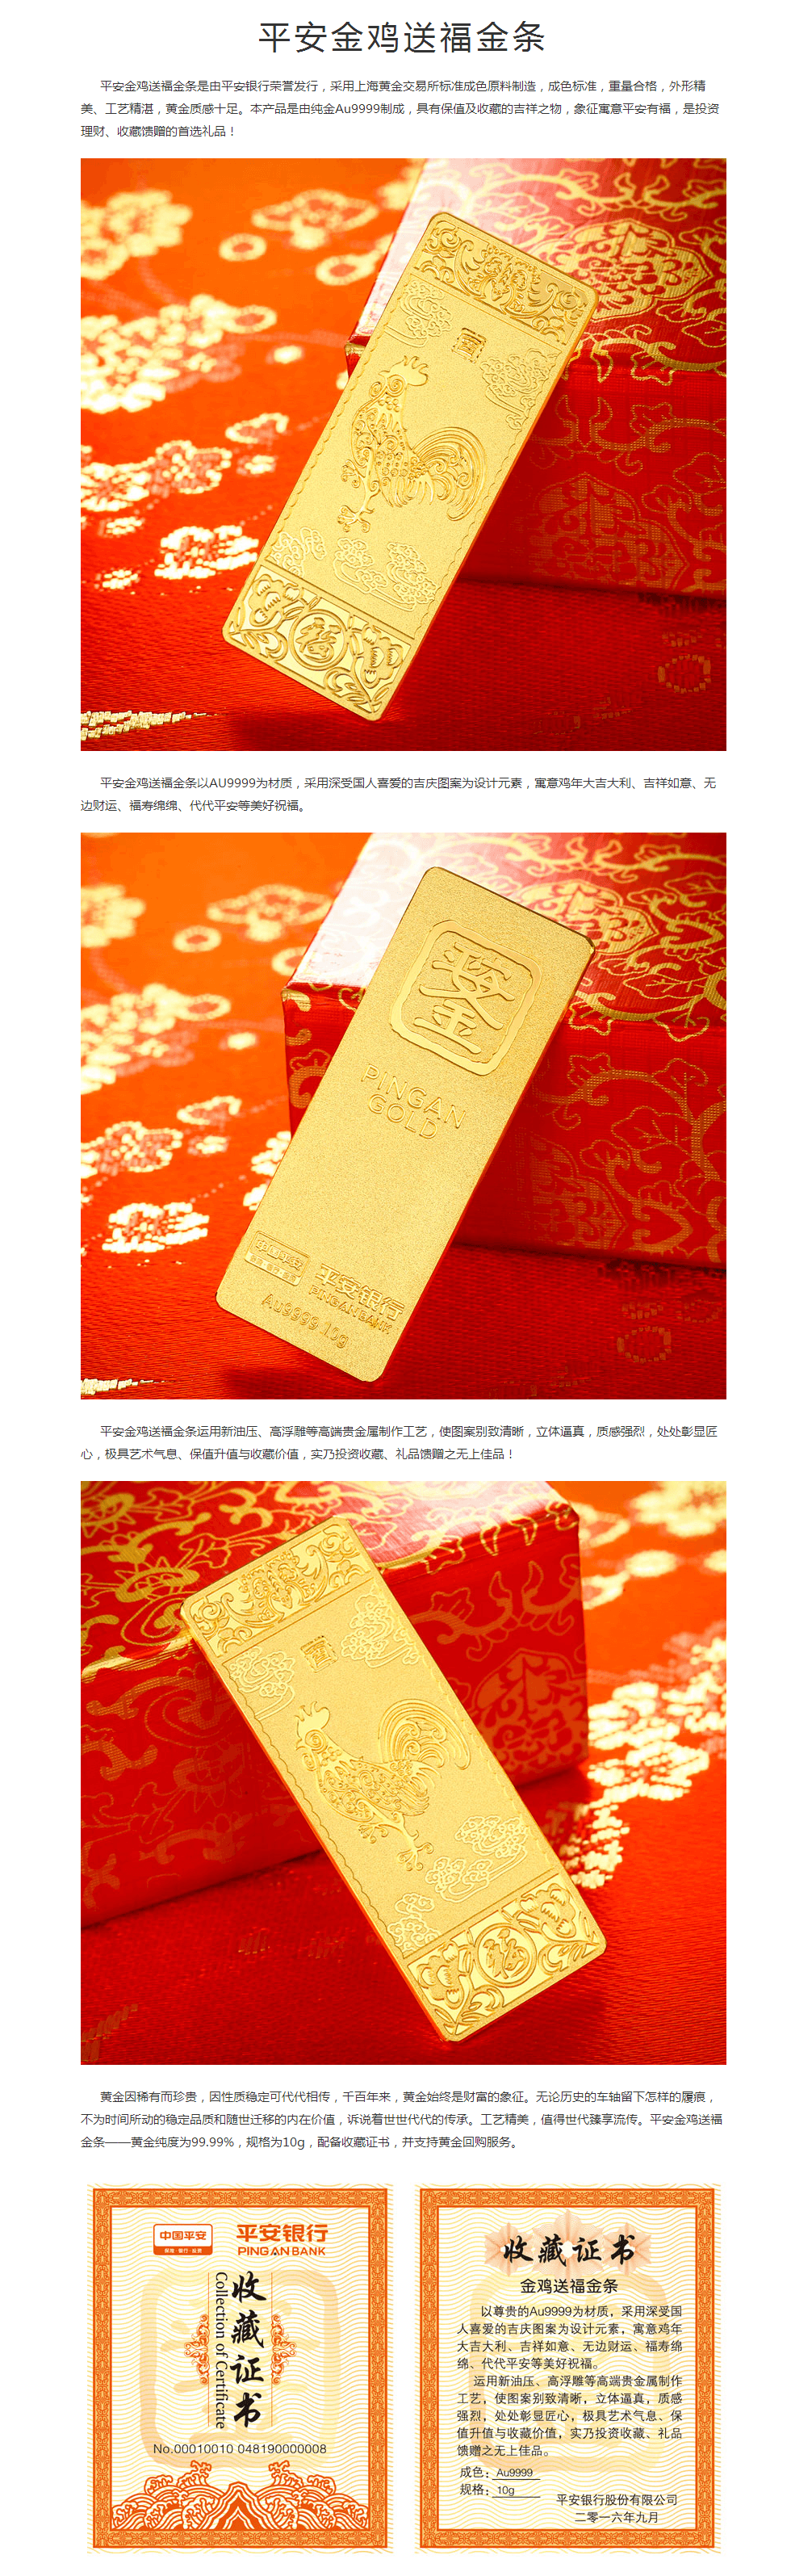 平安金鸡送福金条
平安金鸡送福金条是由平安银行荣誉发行，采用上海黄金交易所标准成色原料制造，成色标准，重量合格，外形精
美、工艺精湛，黄金质感十足。本产品是由纯金Au9999制成，具有保值及收藏的吉祥之物，象征寓意平安有福，是投资
理财、收藏馈赠的首选礼品！
福
平安金鸡送福金条以AU9999为材质，采用深受国人喜爱的吉庆图案为设计元素，寓意鸡年大吉大利、吉祥如意、无
边财运、福寿绵绵、代代平安等美好祝福。
平安金
PINGAN
GOLD
中国平安
平安银行
PINGAN BANK
Au9999 10g
平安金鸡送福金条运用新油压、高浮雕等高端贵金属制作工艺，使图案别致清晰，立体逼真，质感强烈，处处彰显匠
心，极具艺术气息、保值升值与收藏价值，实乃投资收藏、礼品馈赠之无上佳品！
福
黄金因稀有而珍贵，因性质稳定可代代相传，千百年来，黄金始终是财富的象征。无论历史的车轴留下怎样的履痕，
不为时间所动的稳定品质和随世迁移的内在价值，诉说着世世代代的传承。工艺精美，值得世代臻享流传。平安金鸡送福
金条——黄金纯度为99.99%，规格为10g，配备收藏证书，并支持黄金回购服务。
中国平安
保险·银行·投资
平安银行
PINGAN BANK
收藏证书
Collection of Certificate
No.00010010 048190000008
收藏证书
金鸡送福金条
以尊贵的Au9999为材质，采用深受国
人喜爱的吉庆图案为设计元素，寓意鸡年
大吉大利、吉祥如意、无边财运、福寿绵
绵、代代平安等美好祝福。
运用新油压、高浮雕等高端贵金属制作
工艺，使图案别致清晰，立体逼真，质感
强烈，处处彰显匠心，极具艺术气息、保
值升值与收藏价值，实乃投资收藏、礼品
馈赠之无上佳品。
成色：Au9999
规格：10g
平安银行股份有限公司
二零一六年九月